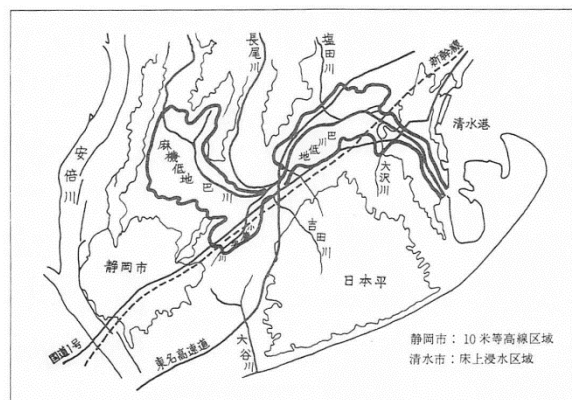 長尾川
塩田川
新幹線
清水港
安倍川
麻機低地
巴川
巴川
低地
大沢川
吉田川
静岡市
日本平
国道1号
東名高速道
大谷川
静岡市：10米等高線区域
清水市：床上浸水区域